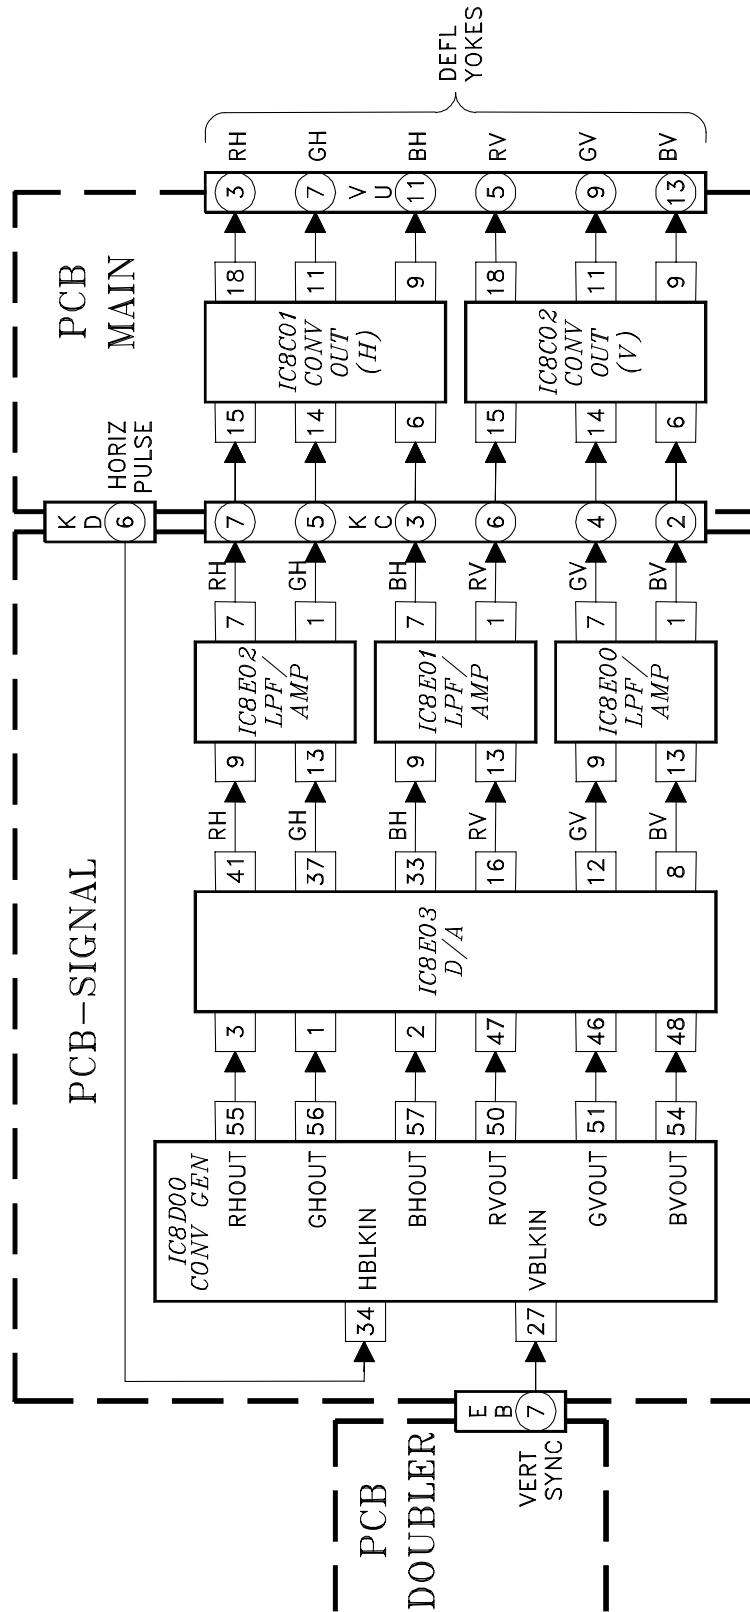 PCB
DOUBLER
VERT
SYNC
E
B
7
PCB-SIGNAL
IC8D00
CONV GEN
34 HBLKIN
27 VBLKIN
RHOUT 55
GHOUT 56
BHOUT 57
RVOUT 50
GVOUT 51
BVOUT 54
3
1
2
47
46
48
IC8E03
D/A
41 RH 9
37 GH 13
33 BH 9
16 RV 13
12 GV 9
8 BV 13
IC8E02
LPF/
AMP
IC8E01
LPF/
AMP
IC8E00
LPF/
AMP
7 RH
1 GH
7 BH
1 RV
7 GV
1 BV
K
D
6
HORIZ
PULSE
7
5
K
C
3
6
4
2
PCB
MAIN
15
14
6
15
14
6
IC8C01
CONV
OUT
(H)
IC8C02
CONV
OUT
(V)
18
11
9
18
11
9
3 RH
7 GH
V
U
11 BH
5 RV
9 GV
13 BV
DEFL
YOKES